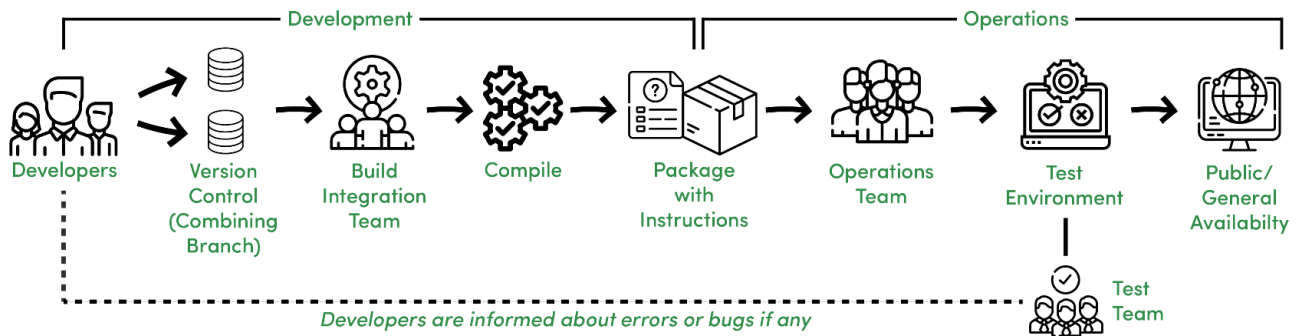 Development
Operations
Developers
Version
Control
(Combining
Branch)
Build
Integration
Team
Compile
?
Package
with
Instructions
Operations
Team
Test
Environment
Public/
General
Availabilty
Test
Team
Developers are informed about errors or bugs if any